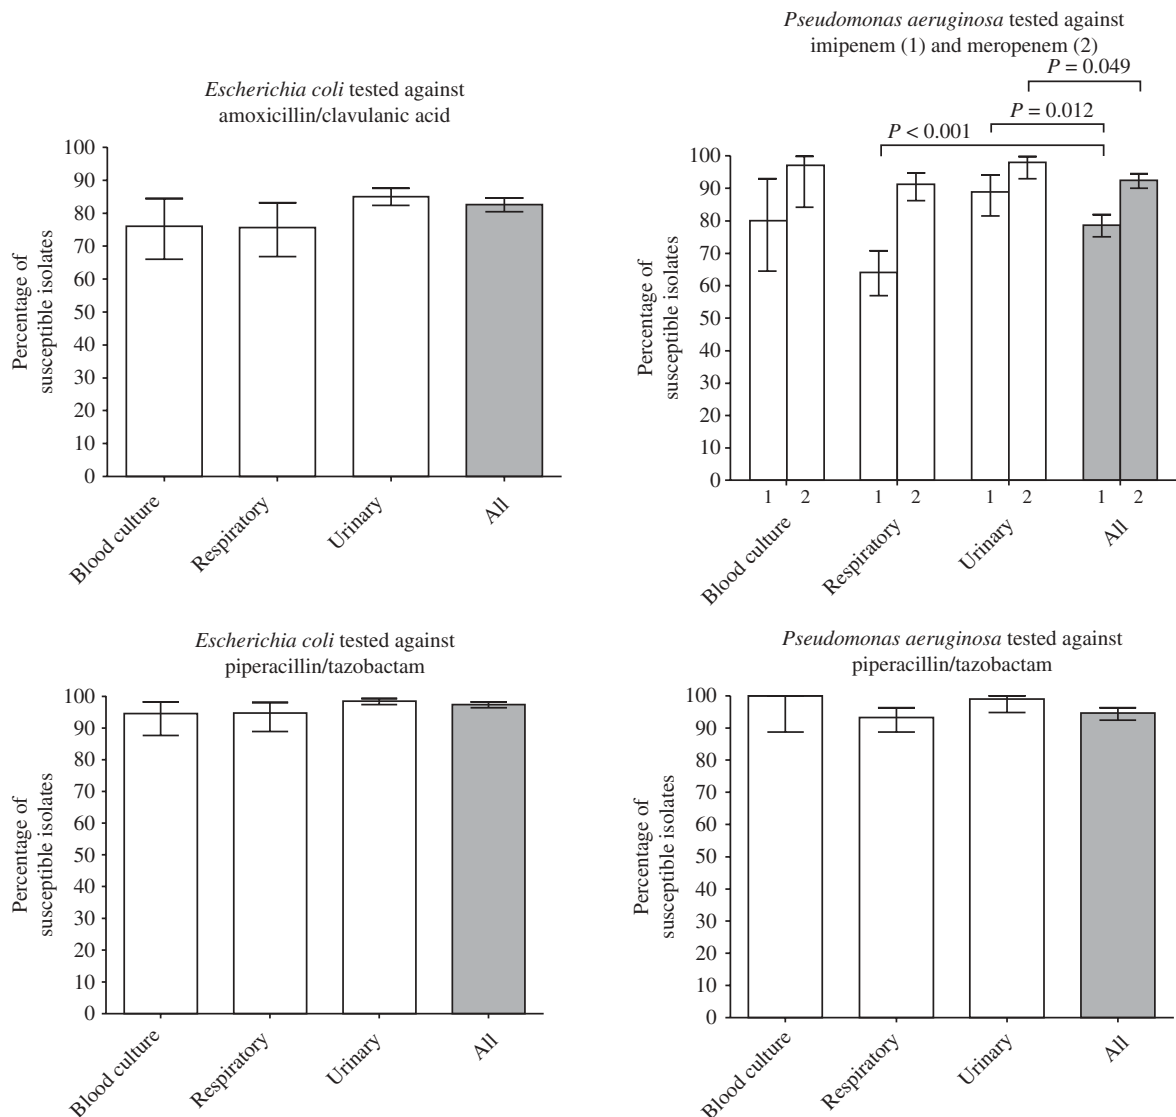 Escherichia coli tested against
amoxicillin/clavulanic acid
Percentage of
susceptible isolates
100
90
80
70
60
50
40
30
20
10
0
Blood culture
Respiratory
Urinary
All
Pseudomonas aeruginosa tested against
imipenem (1) and meropenem (2)
P = 0.049
P = 0.012
P < 0.001
Percentage of
susceptible isolates
100
90
80
70
60
50
40
30
20
10
0
1 2 1 2 1 2 1 2
Blood culture
Respiratory
Urinary
All
Escherichia coli tested against
piperacillin/tazobactam
Percentage of
susceptible isolates
100
90
80
70
60
50
40
30
20
10
0
Blood culture
Respiratory
Urinary
All
Pseudomonas aeruginosa tested against
piperacillin/tazobactam
Percentage of
susceptible isolates
100
90
80
70
60
50
40
30
20
10
0
Blood culture
Respiratory
Urinary
All